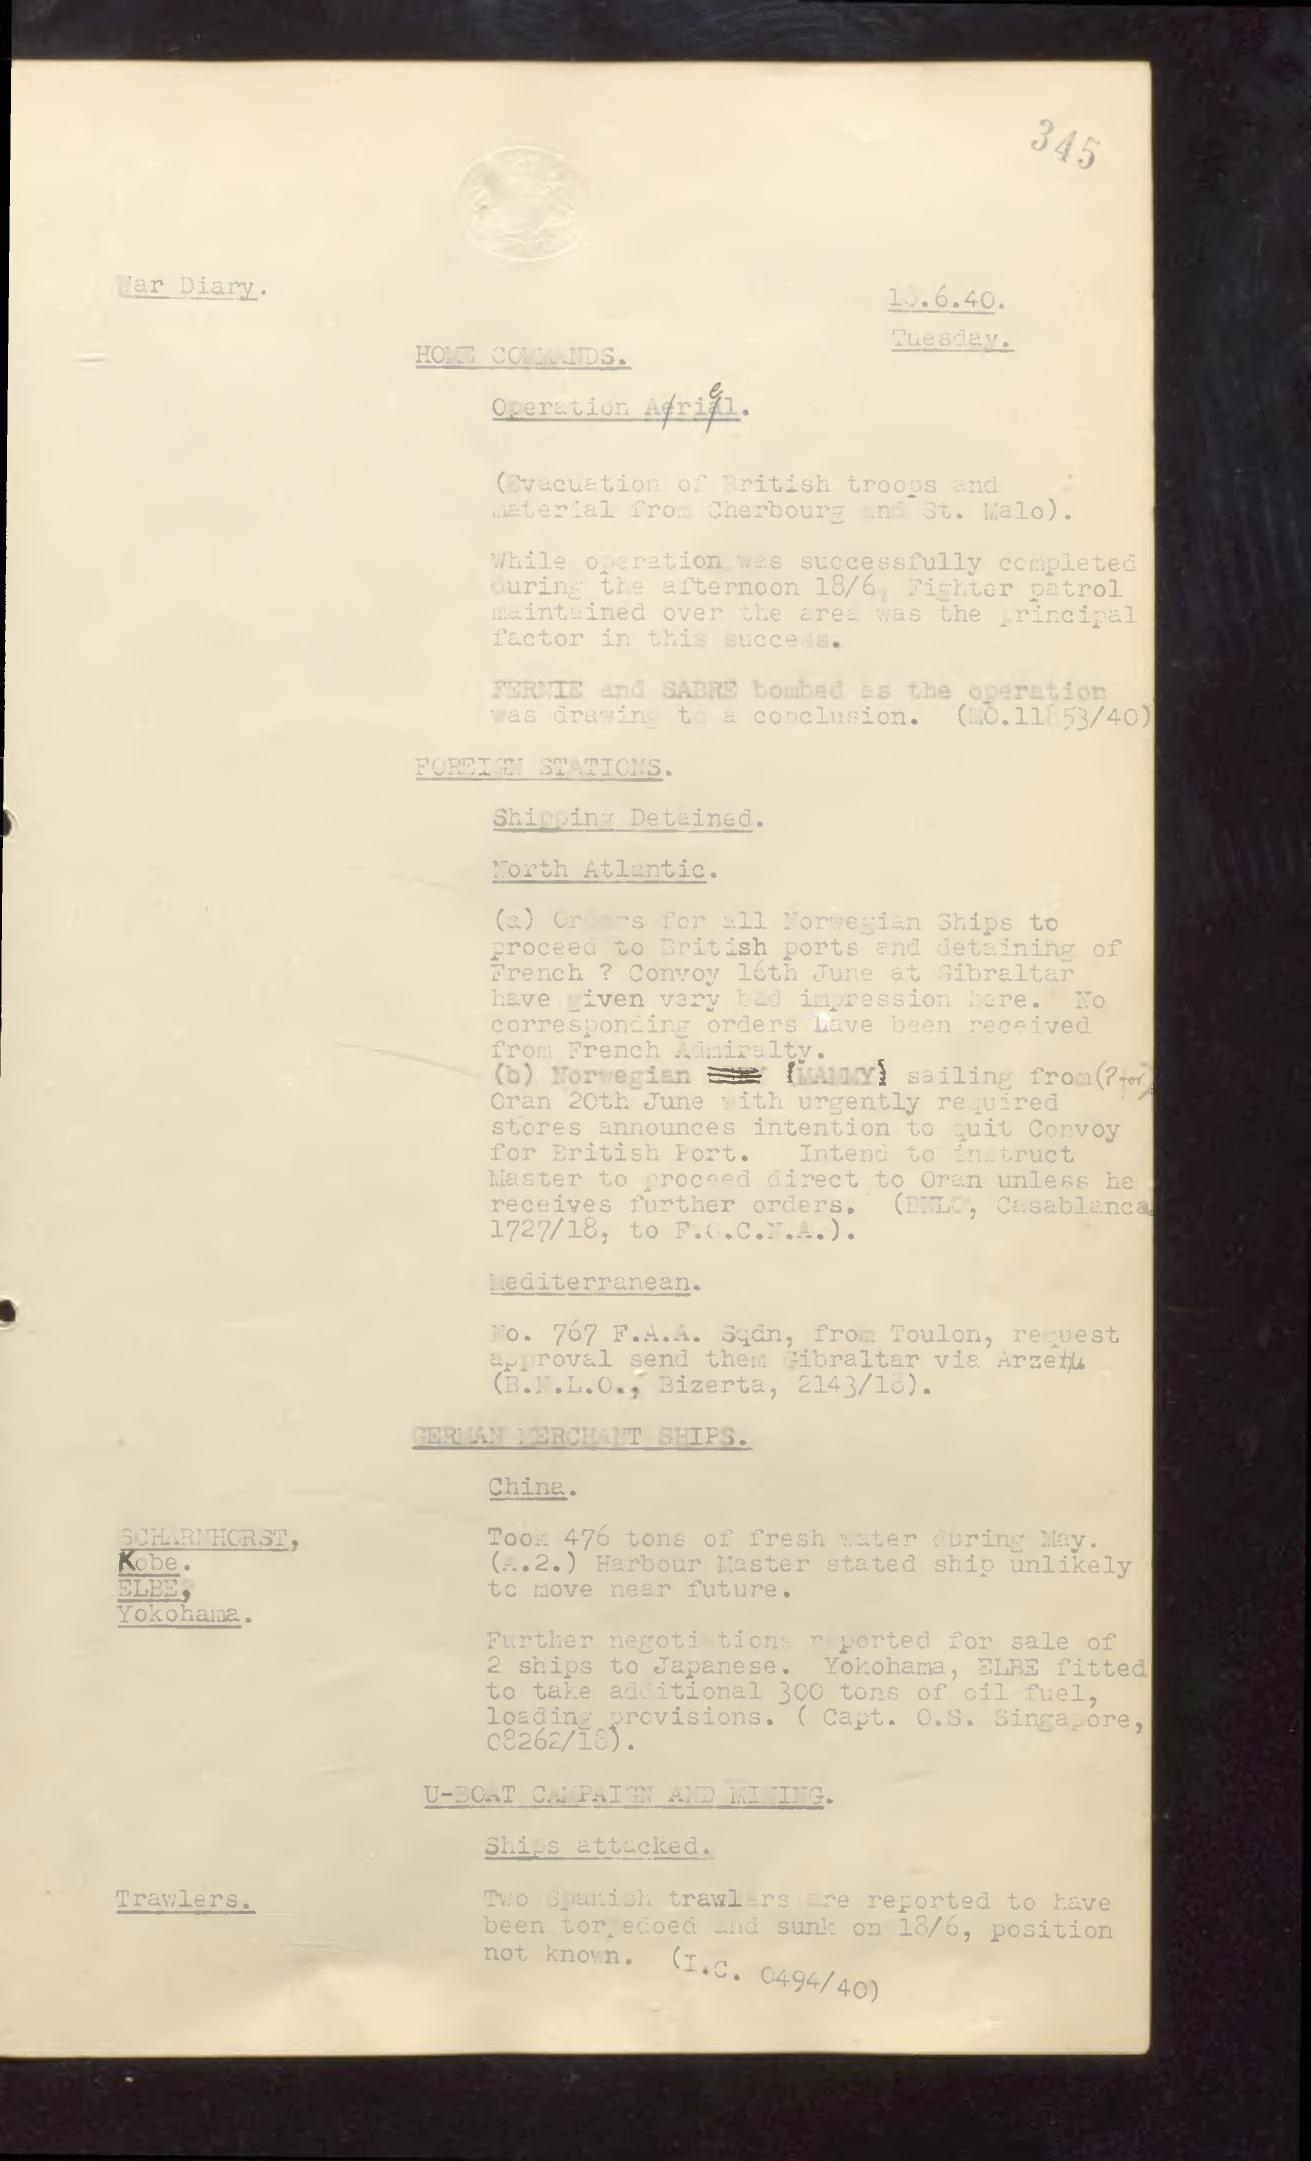 345
War Diary.
18.6.40.
Tuesday.
HOME COMMANDS.
Operation Aeriel.
(Evacuation of British troops and
material from Cherbourg and St. Malo).
While operation was successfully completed
during the afternoon 18/6, Fighter patrol
maintained over the area was the principal
factor in this success.
FERNIE and SABRE bombed as the operation
was drawing to a conclusion. (MO.11853/40)
FOREIGN STATIONS.
Shipping Detained.
North Atlantic.
(a) Orders for all Norwegian Ships to
proceed to British ports and detaining of
French ? Convoy 16th June at Gibraltar
have given very bad impression here. No
corresponding orders have been received
from French Admiralty.
(b) Norwegian [MAMMY] sailing from (? for)
Oran 20th June with urgently required
stores announces intention to quit Convoy
for British Port. Intend to instruct
Master to proceed direct to Oran unless he
receives further orders. (BNLO, Casablanca
1727/18, to F.O.C.N.A.).
Mediterranean.
No. 767 F.A.A. Sqdn, from Toulon, request
approval send them Gibraltar via Arzeu
(B.N.L.O., Bizerta, 2143/18).
GERMAN MERCHANT SHIPS.
China.
SCHARNHORST,
Kobe.
ELBE,
Yokohama.
Took 476 tons of fresh water during May.
(A.2.) Harbour Master stated ship unlikely
to move near future.
Further negotiations reported for sale of
2 ships to Japanese. Yokohama, ELBE fitted
to take additional 300 tons of oil fuel,
loading provisions. ( Capt. O.S. Singapore,
08262/18).
U-BOAT CAMPAIGN AND MINING.
Ships attacked.
Trawlers.
Two Spanish trawlers are reported to have
been torpedoed and sunk on 18/6, position
not known. (I.C. 0494/40)